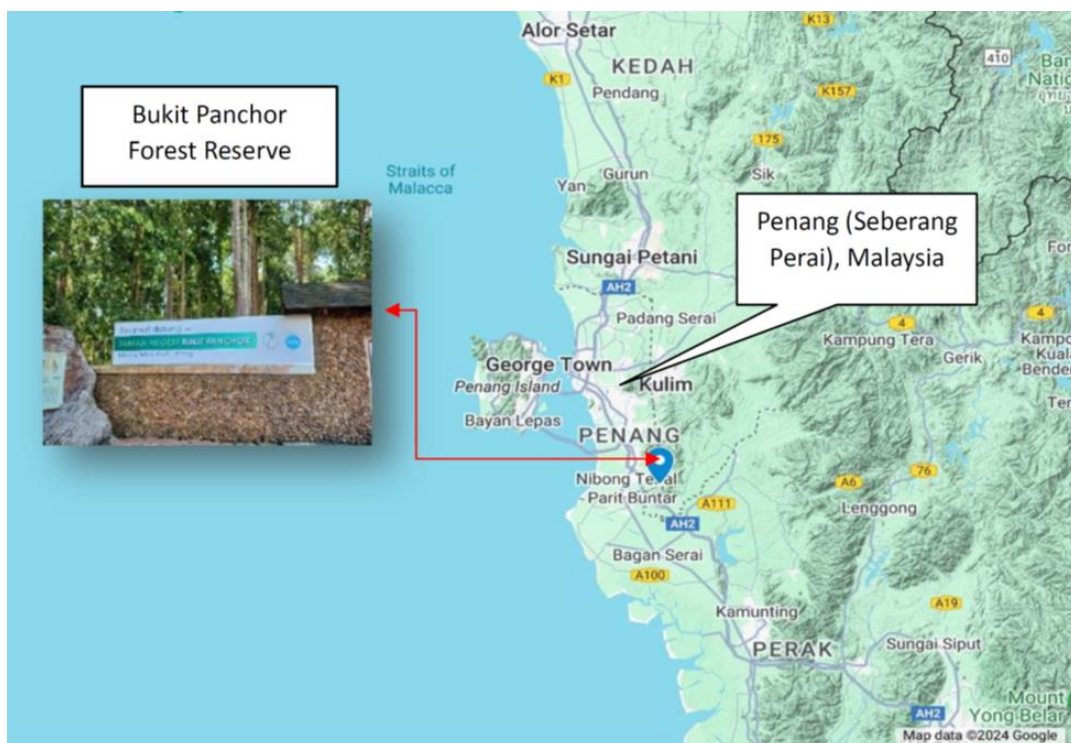 Alor Setar
KEDAH
K13
410
K1
Pendang
K157
Bukit Panchor
Forest Reserve
Straits of
Malacca
175
Yan
Gurun
Sik
Penang (Seberang
Perai), Malaysia
Sungai Petani
AH2
Padang Serai
4
4
Kampung Tera
Gerik
Selamat datang
TAMAN NEGERI BUKIT PANCHOR
George Town
Penang Island
Kulim
Bayan Lepas
PENANG
Nibong
Parit Buntar
A111
A6
76
Lenggong
AH2
Bagan Serai
A100
Kamunting
A19
PERAK
Sungai Siput
Mount
Yong Belar
AH2
Map data ©2024 Google